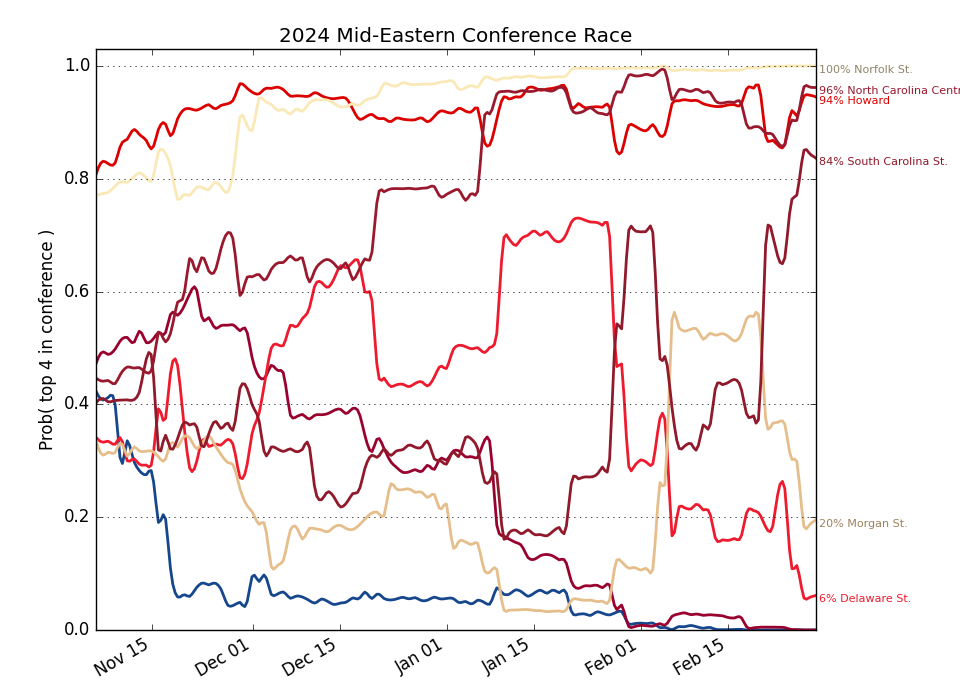 2024 Mid-Eastern Conference Race
Prob( top 4 in conference )
1.0
0.8
0.6
0.4
0.2
0.0
Nov 15
Dec 01
Dec 15
Jan 01
Jan 15
Feb 01
Feb 15
100% Norfolk St.
96% North Carolina Centr
94% Howard
84% South Carolina St.
20% Morgan St.
6% Delaware St.